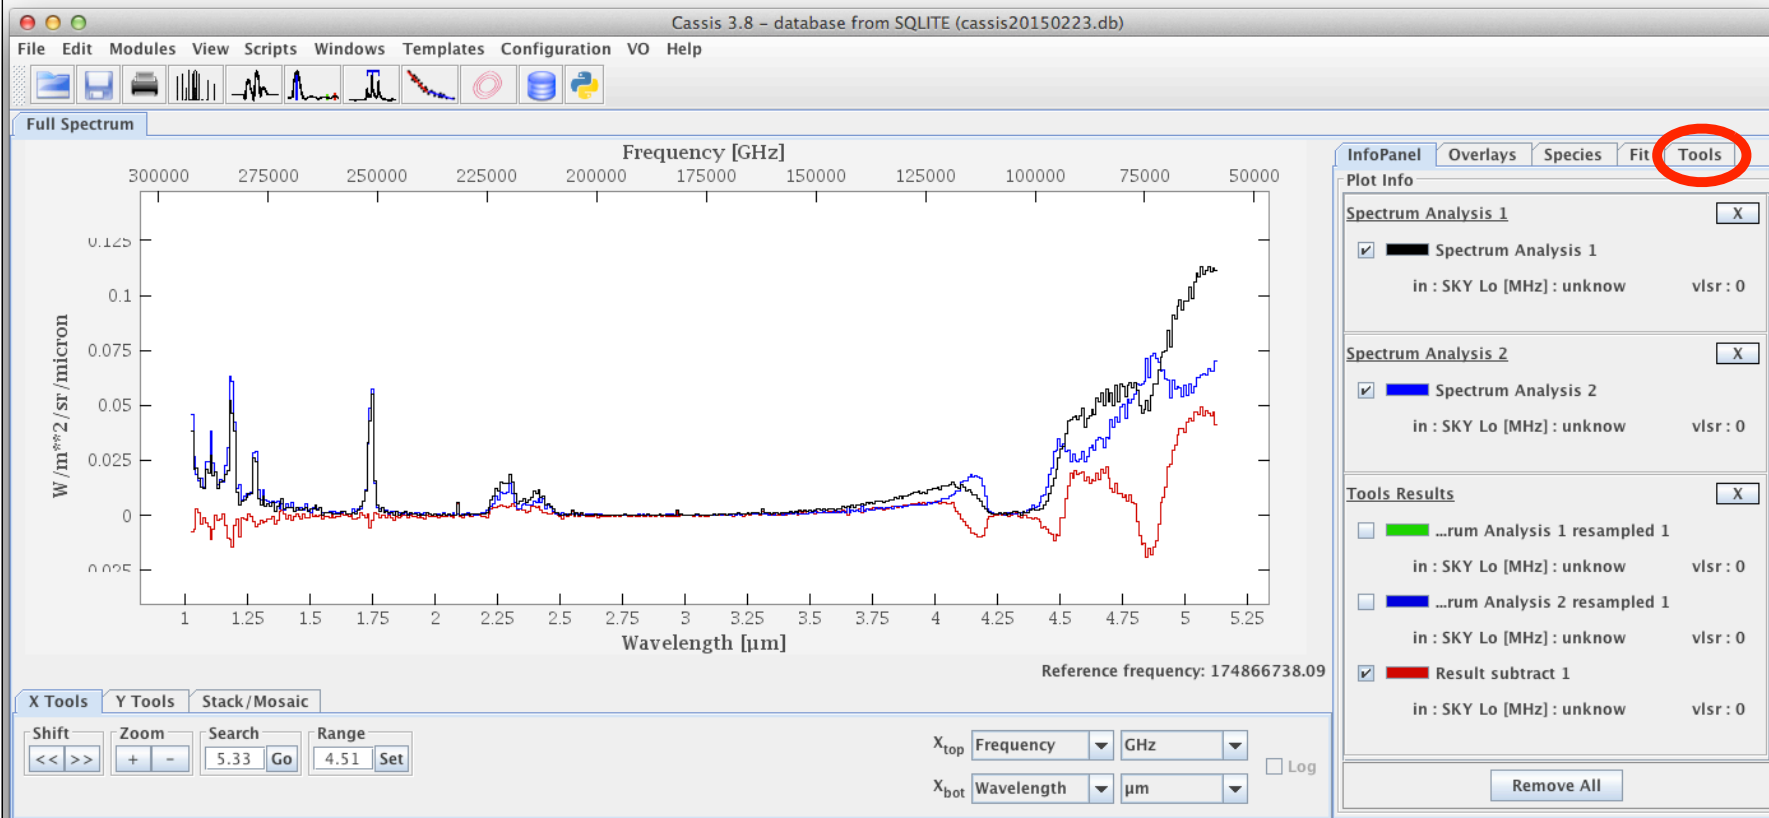 Cassis 3.8 - database from SQLITE (cassis20150223.db)
File Edit Modules View Scripts Windows Templates Configuration VO Help
Full Spectrum
Frequency [GHz]
300000 275000 250000 225000 200000 175000 150000 125000 100000 75000 50000
0.125
0.1
0.075
0.05
0.025
0
0.025
W/m**2/sr/micron
1 1.25 1.5 1.75 2 2.25 2.5 2.75 3 3.25 3.5 3.75 4 4.25 4.5 4.75 5 5.25
Wavelength [µm]
Reference frequency: 174866738.09
InfoPanel Overlays Species Fit Tools
Plot Info
Spectrum Analysis 1 X
Spectrum Analysis 1
in : SKY Lo [MHz] : unknow vlsr : 0
Spectrum Analysis 2 X
Spectrum Analysis 2
in : SKY Lo [MHz] : unknow vlsr : 0
Tools Results X
...rum Analysis 1 resampled 1
in : SKY Lo [MHz] : unknow vlsr : 0
...rum Analysis 2 resampled 1
in : SKY Lo [MHz] : unknow vlsr : 0
Result subtract 1
in : SKY Lo [MHz] : unknow vlsr : 0
Remove All
X Tools Y Tools Stack/Mosaic
Shift Zoom Search Range
<< >> + - 5.33 Go 4.51 Set
Xtop Frequency GHz
Log
Xbot Wavelength µm